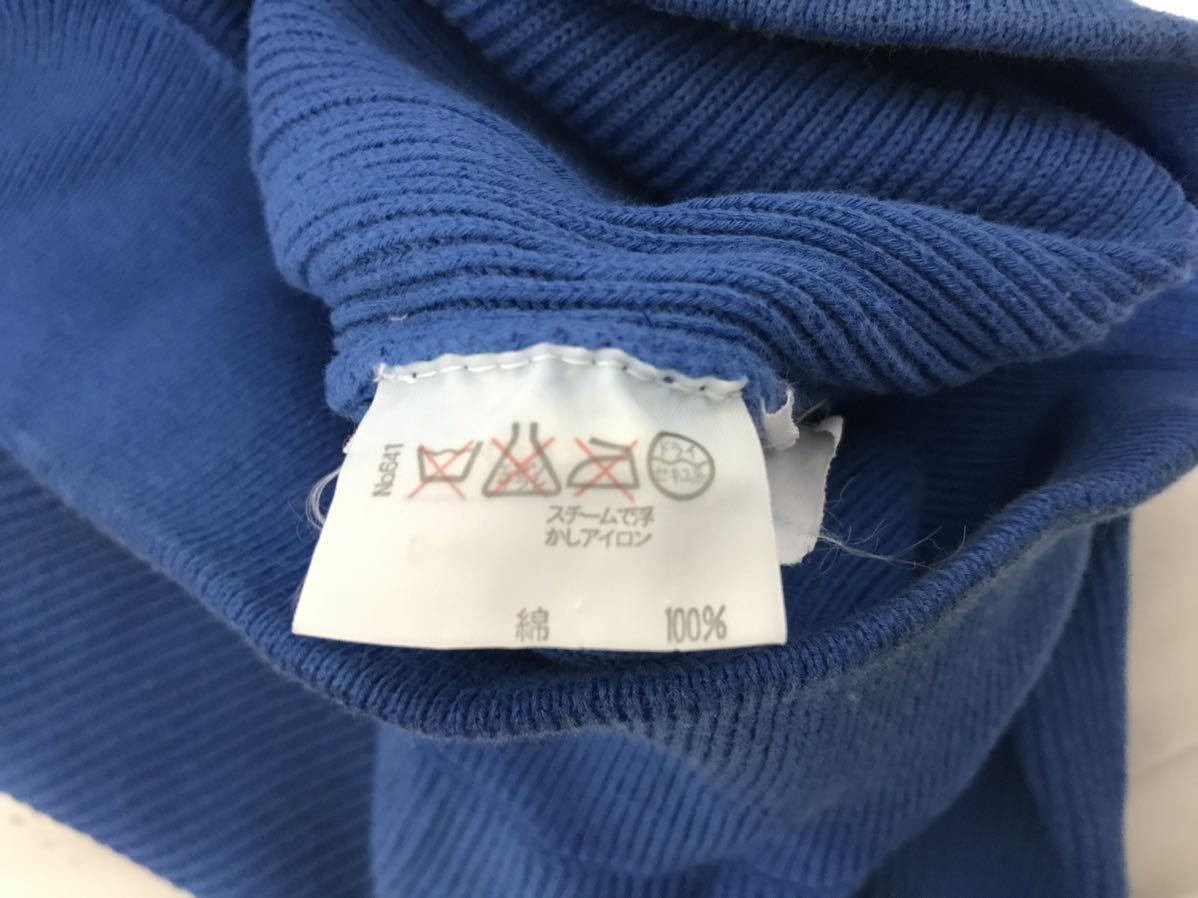 No641
ドライ
セキユ系
スチームで浮
かしアイロン
綿 100%